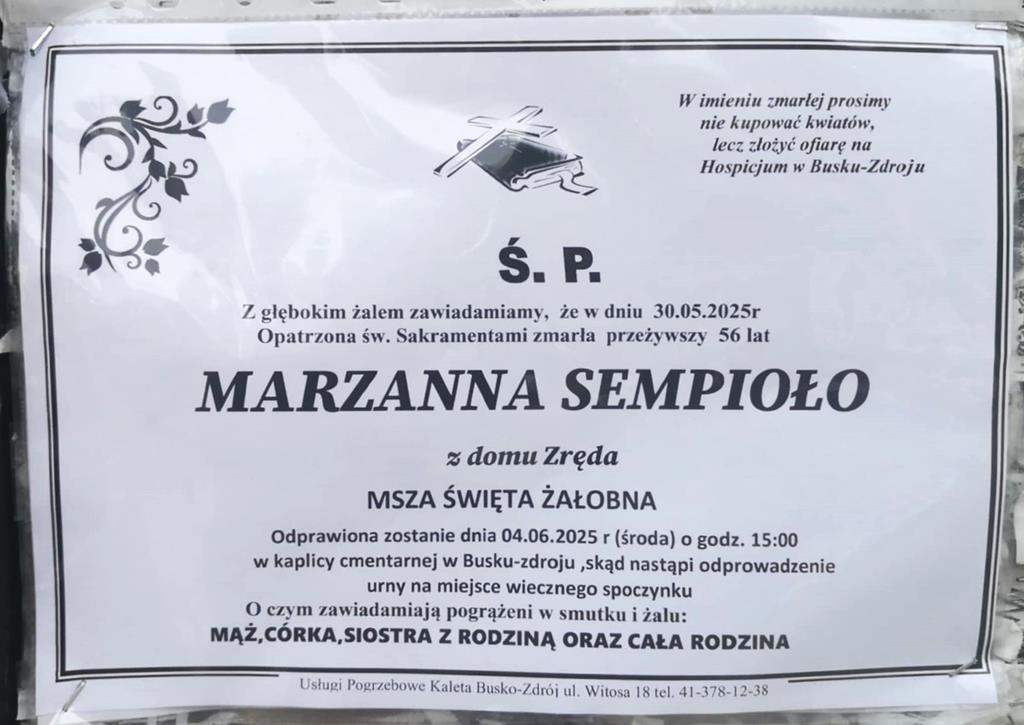 W imieniu zmarłej prosimy
nie kupować kwiatów,
lecz złożyć ofiarę na
Hospicjum w Busku-Zdroju
Ś. P.
Z głębokim żalem zawiadamiamy, że w dniu 30.05.2025r
Opatrzona św. Sakramentami zmarła przeżywszy 56 lat
MARZANNA SEMPIOŁO
z domu Zręda
MSZA ŚWIĘTA ŻAŁOBNA
Odprawiona zostanie dnia 04.06.2025 r (środa) o godz. 15:00
w kaplicy cmentarnej w Busku-zdroju ,skąd nastąpi odprowadzenie
urny na miejsce wiecznego spoczynku
O czym zawiadamiają pogrążeni w smutku i żalu:
MĄŻ,CÓRKA,SIOSTRA Z RODZINĄ ORAZ CAŁA RODZINA
Usługi Pogrzebowe Kaleta Busko-Zdrój ul. Witosa 18 tel. 41-378-12-38